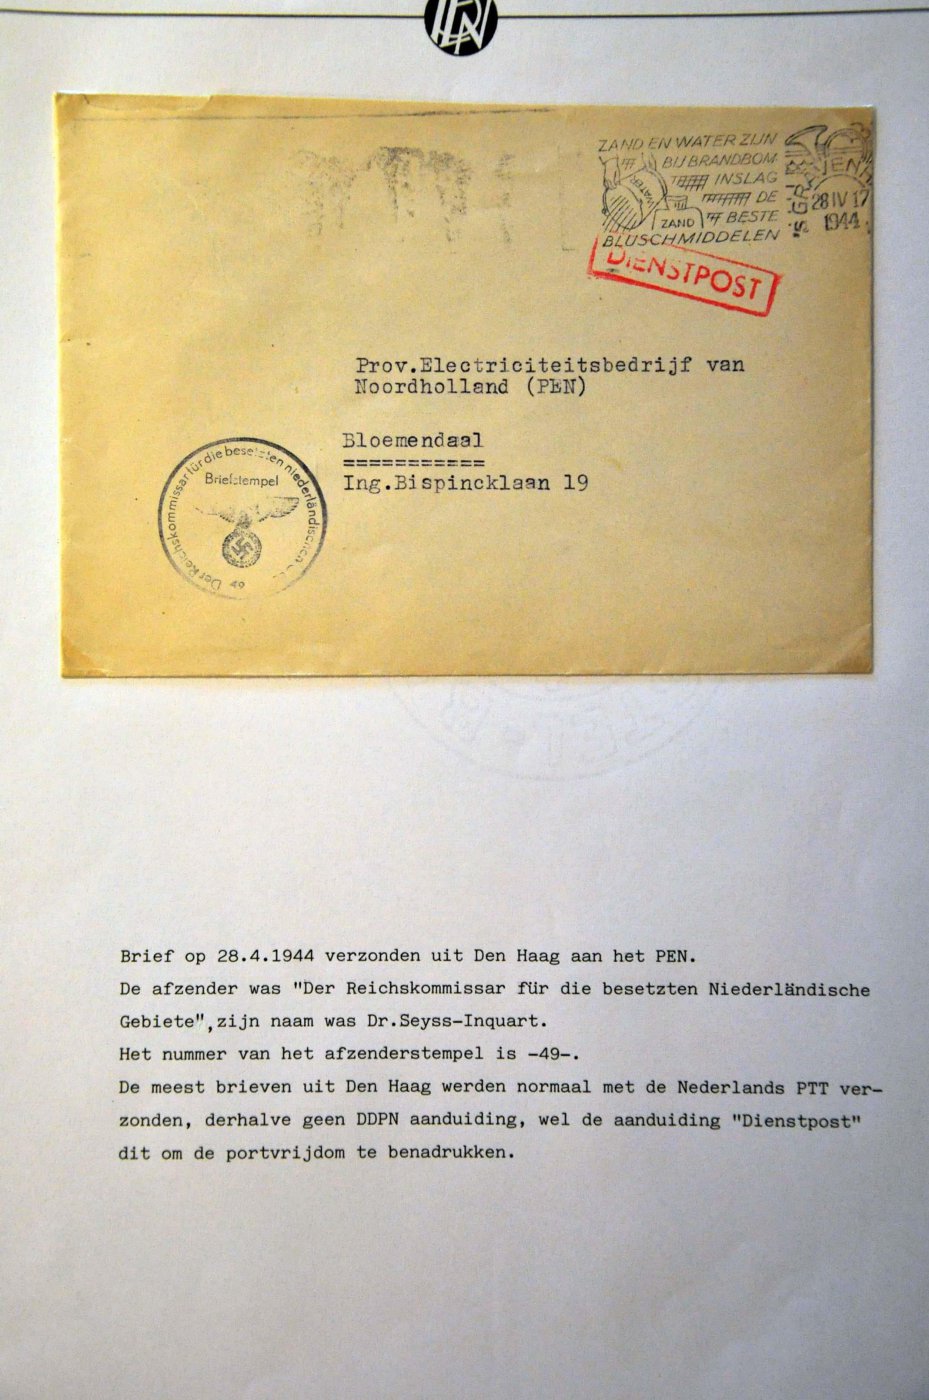 ZAND EN WATER ZIJN
BIJ BRANDBOM
INSLAG
DE
BESTE
BLUSCHMIDDELEN
WATER
ZAND
'S GR
28 IV 17
1944
DIENSTPOST
Prov.Electriciteitsbedrijf van
Noordholland (PEN)
Bloemendaal
===========
Ing.Bispincklaan 19
Der Reichskommissar für die besetzten niederländischen
Briefstempel
49
Brief op 28.4.1944 verzonden uit Den Haag aan het PEN.
De afzender was "Der Reichskommissar für die besetzten Niederländische
Gebiete",zijn naam was Dr.Seyss-Inquart.
Het nummer van het afzenderstempel is -49-.
De meest brieven uit Den Haag werden normaal met de Nederlands PTT ver-
zonden, derhalve geen DDPN aanduiding, wel de aanduiding "Dienstpost"
dit om de portvrijdom te benadrukken.